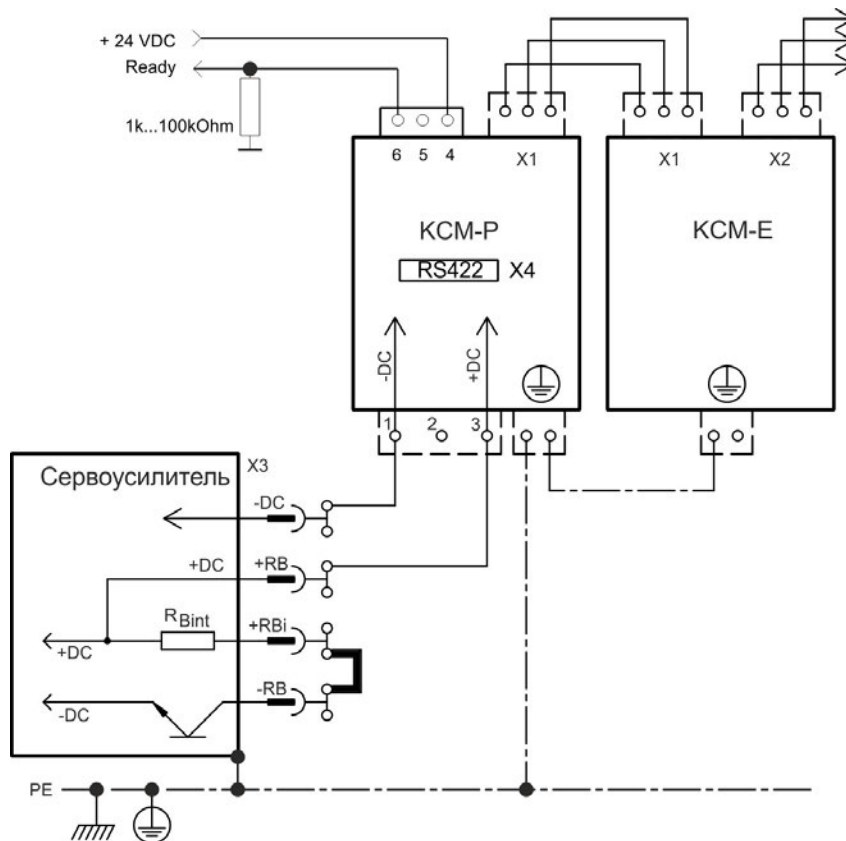 + 24 VDC
Ready
1k...100kOhm
6 5 4
X1
X1
X2
KCM-P
KCM-E
RS422 X4
-DC
+DC
1 2 3
Сервоусилитель
X3
-DC
+DC
+RB
RBint
+RBi
+DC
-RB
-DC
PE